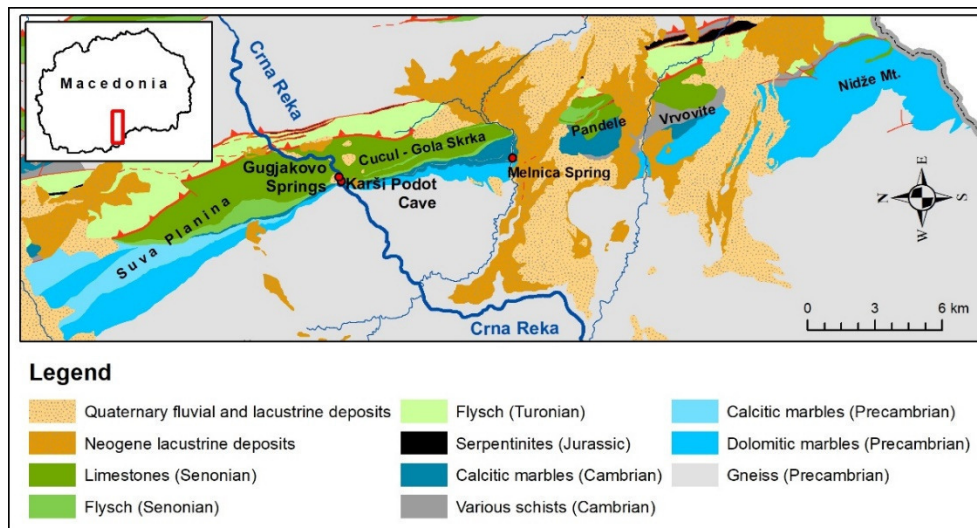 Macedonia
Crna Reka
Nidže Mt.
Vrvovite
Pandele
Cucul - Gola Skrka
Gugjakovo
Springs
Karši Podot
Cave
Melnica Spring
Suva Planina
Crna Reka
E
N S
W
0 3 6 km
Legend
Quaternary fluvial and lacustrine deposits
Neogene lacustrine deposits
Limestones (Senonian)
Flysch (Senonian)
Flysch (Turonian)
Serpentinites (Jurassic)
Calcitic marbles (Cambrian)
Various schists (Cambrian)
Calcitic marbles (Precambrian)
Dolomitic marbles (Precambrian)
Gneiss (Precambrian)